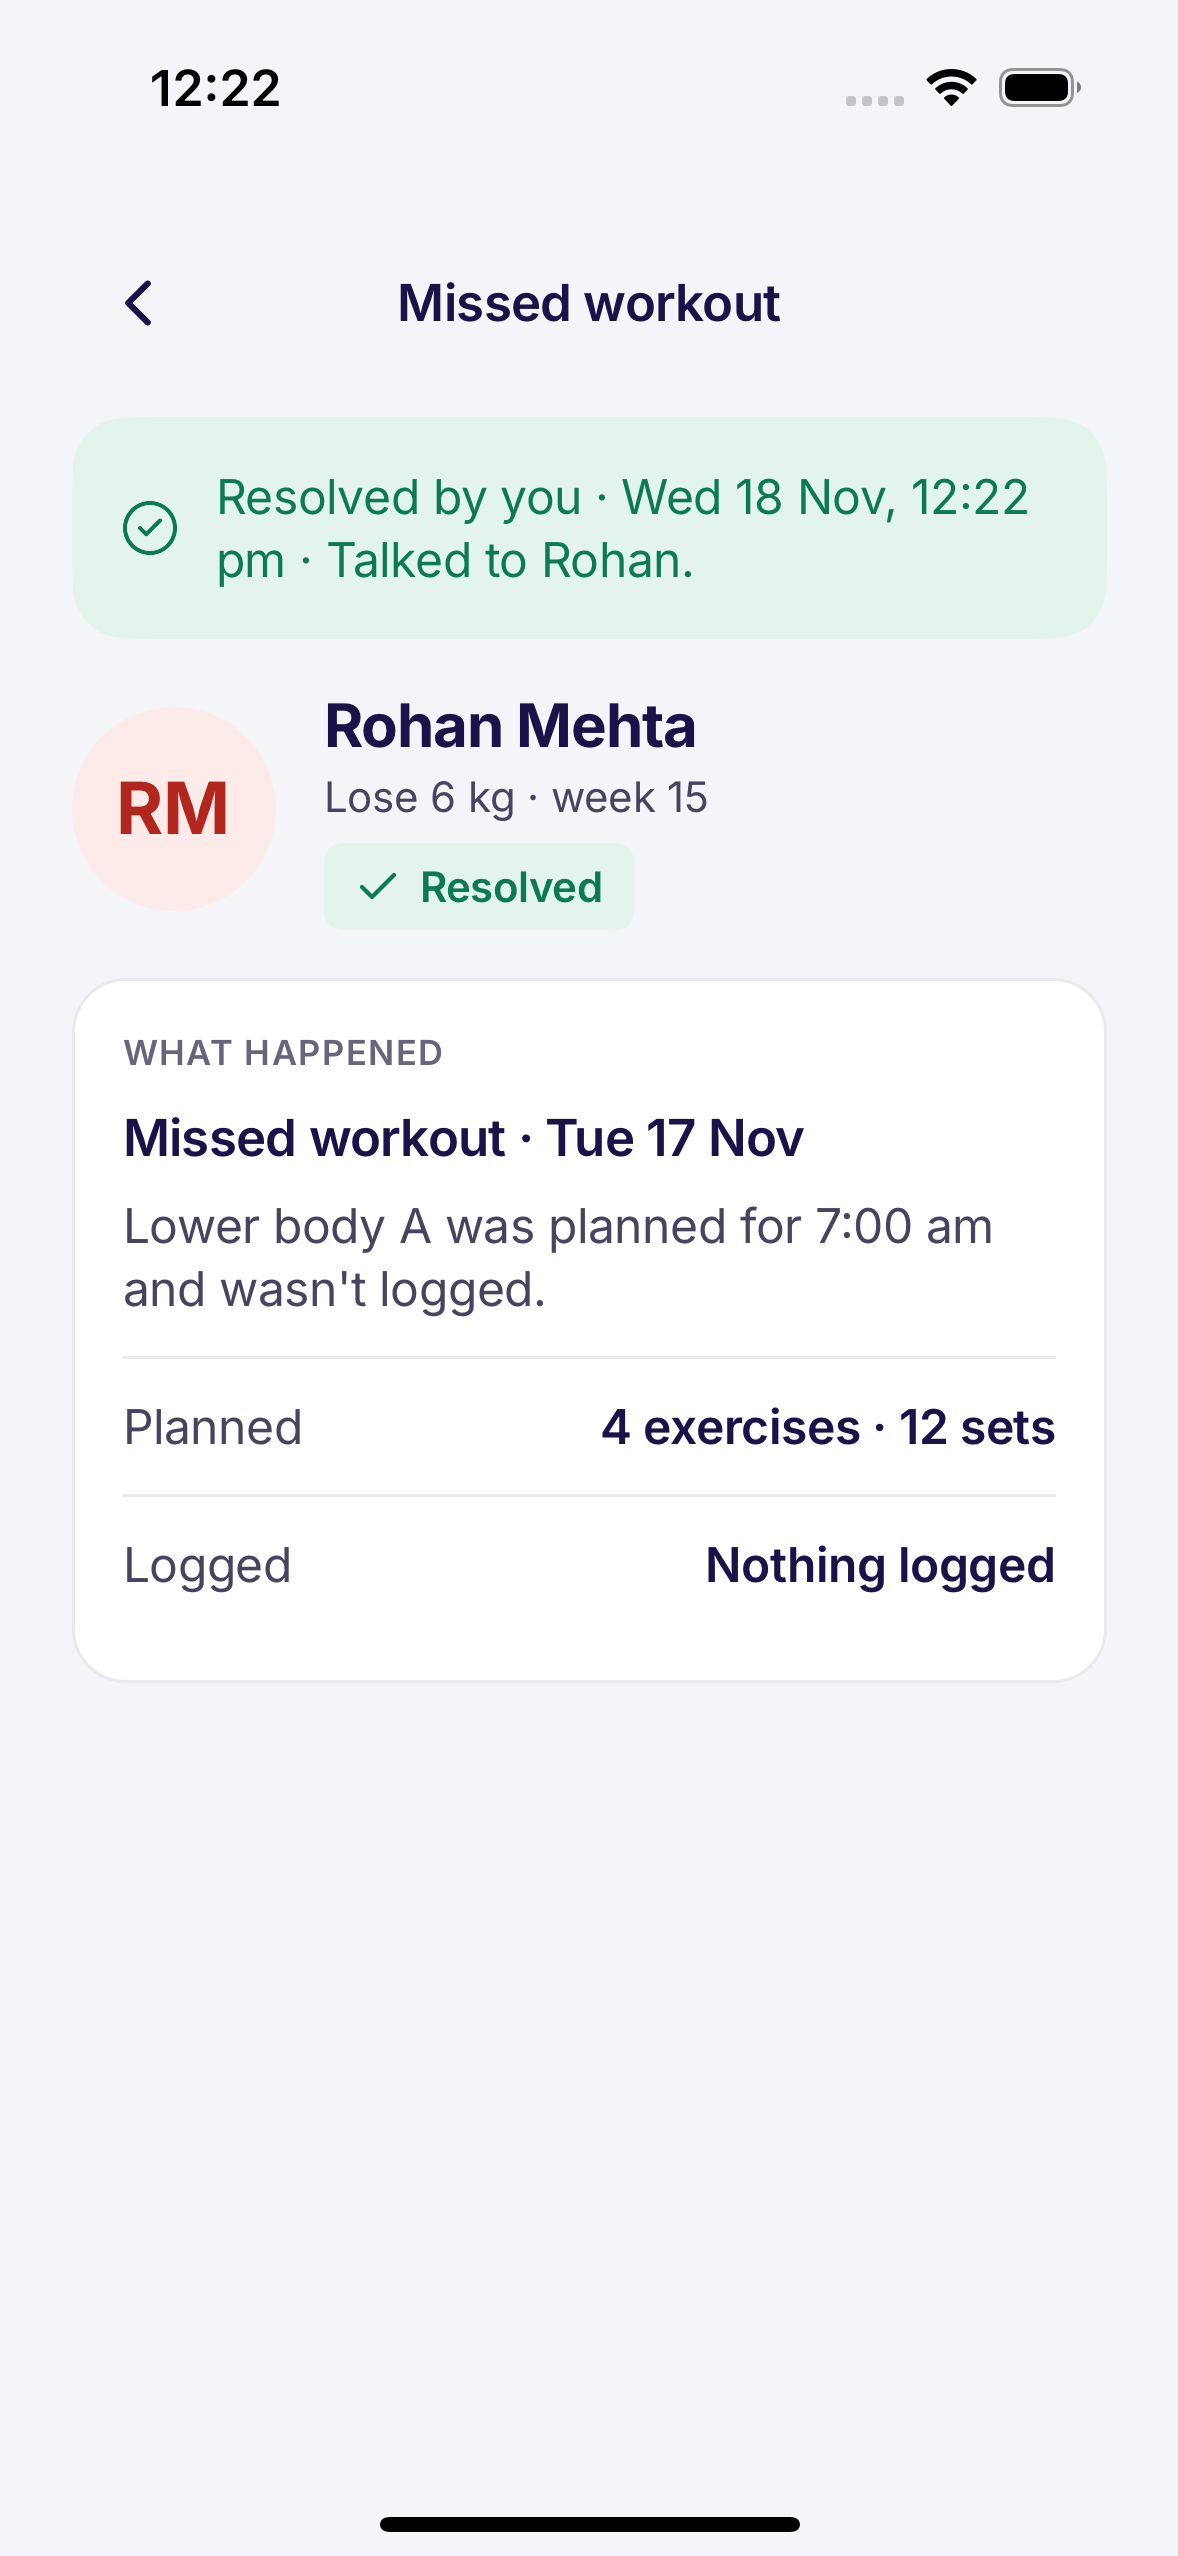 12:22
Missed workout
Resolved by you · Wed 18 Nov, 12:22
pm · Talked to Rohan.
RM
Rohan Mehta
Lose 6 kg · week 15
Resolved
WHAT HAPPENED
Missed workout · Tue 17 Nov
Lower body A was planned for 7:00 am
and wasn't logged.
Planned 4 exercises · 12 sets
Logged Nothing logged